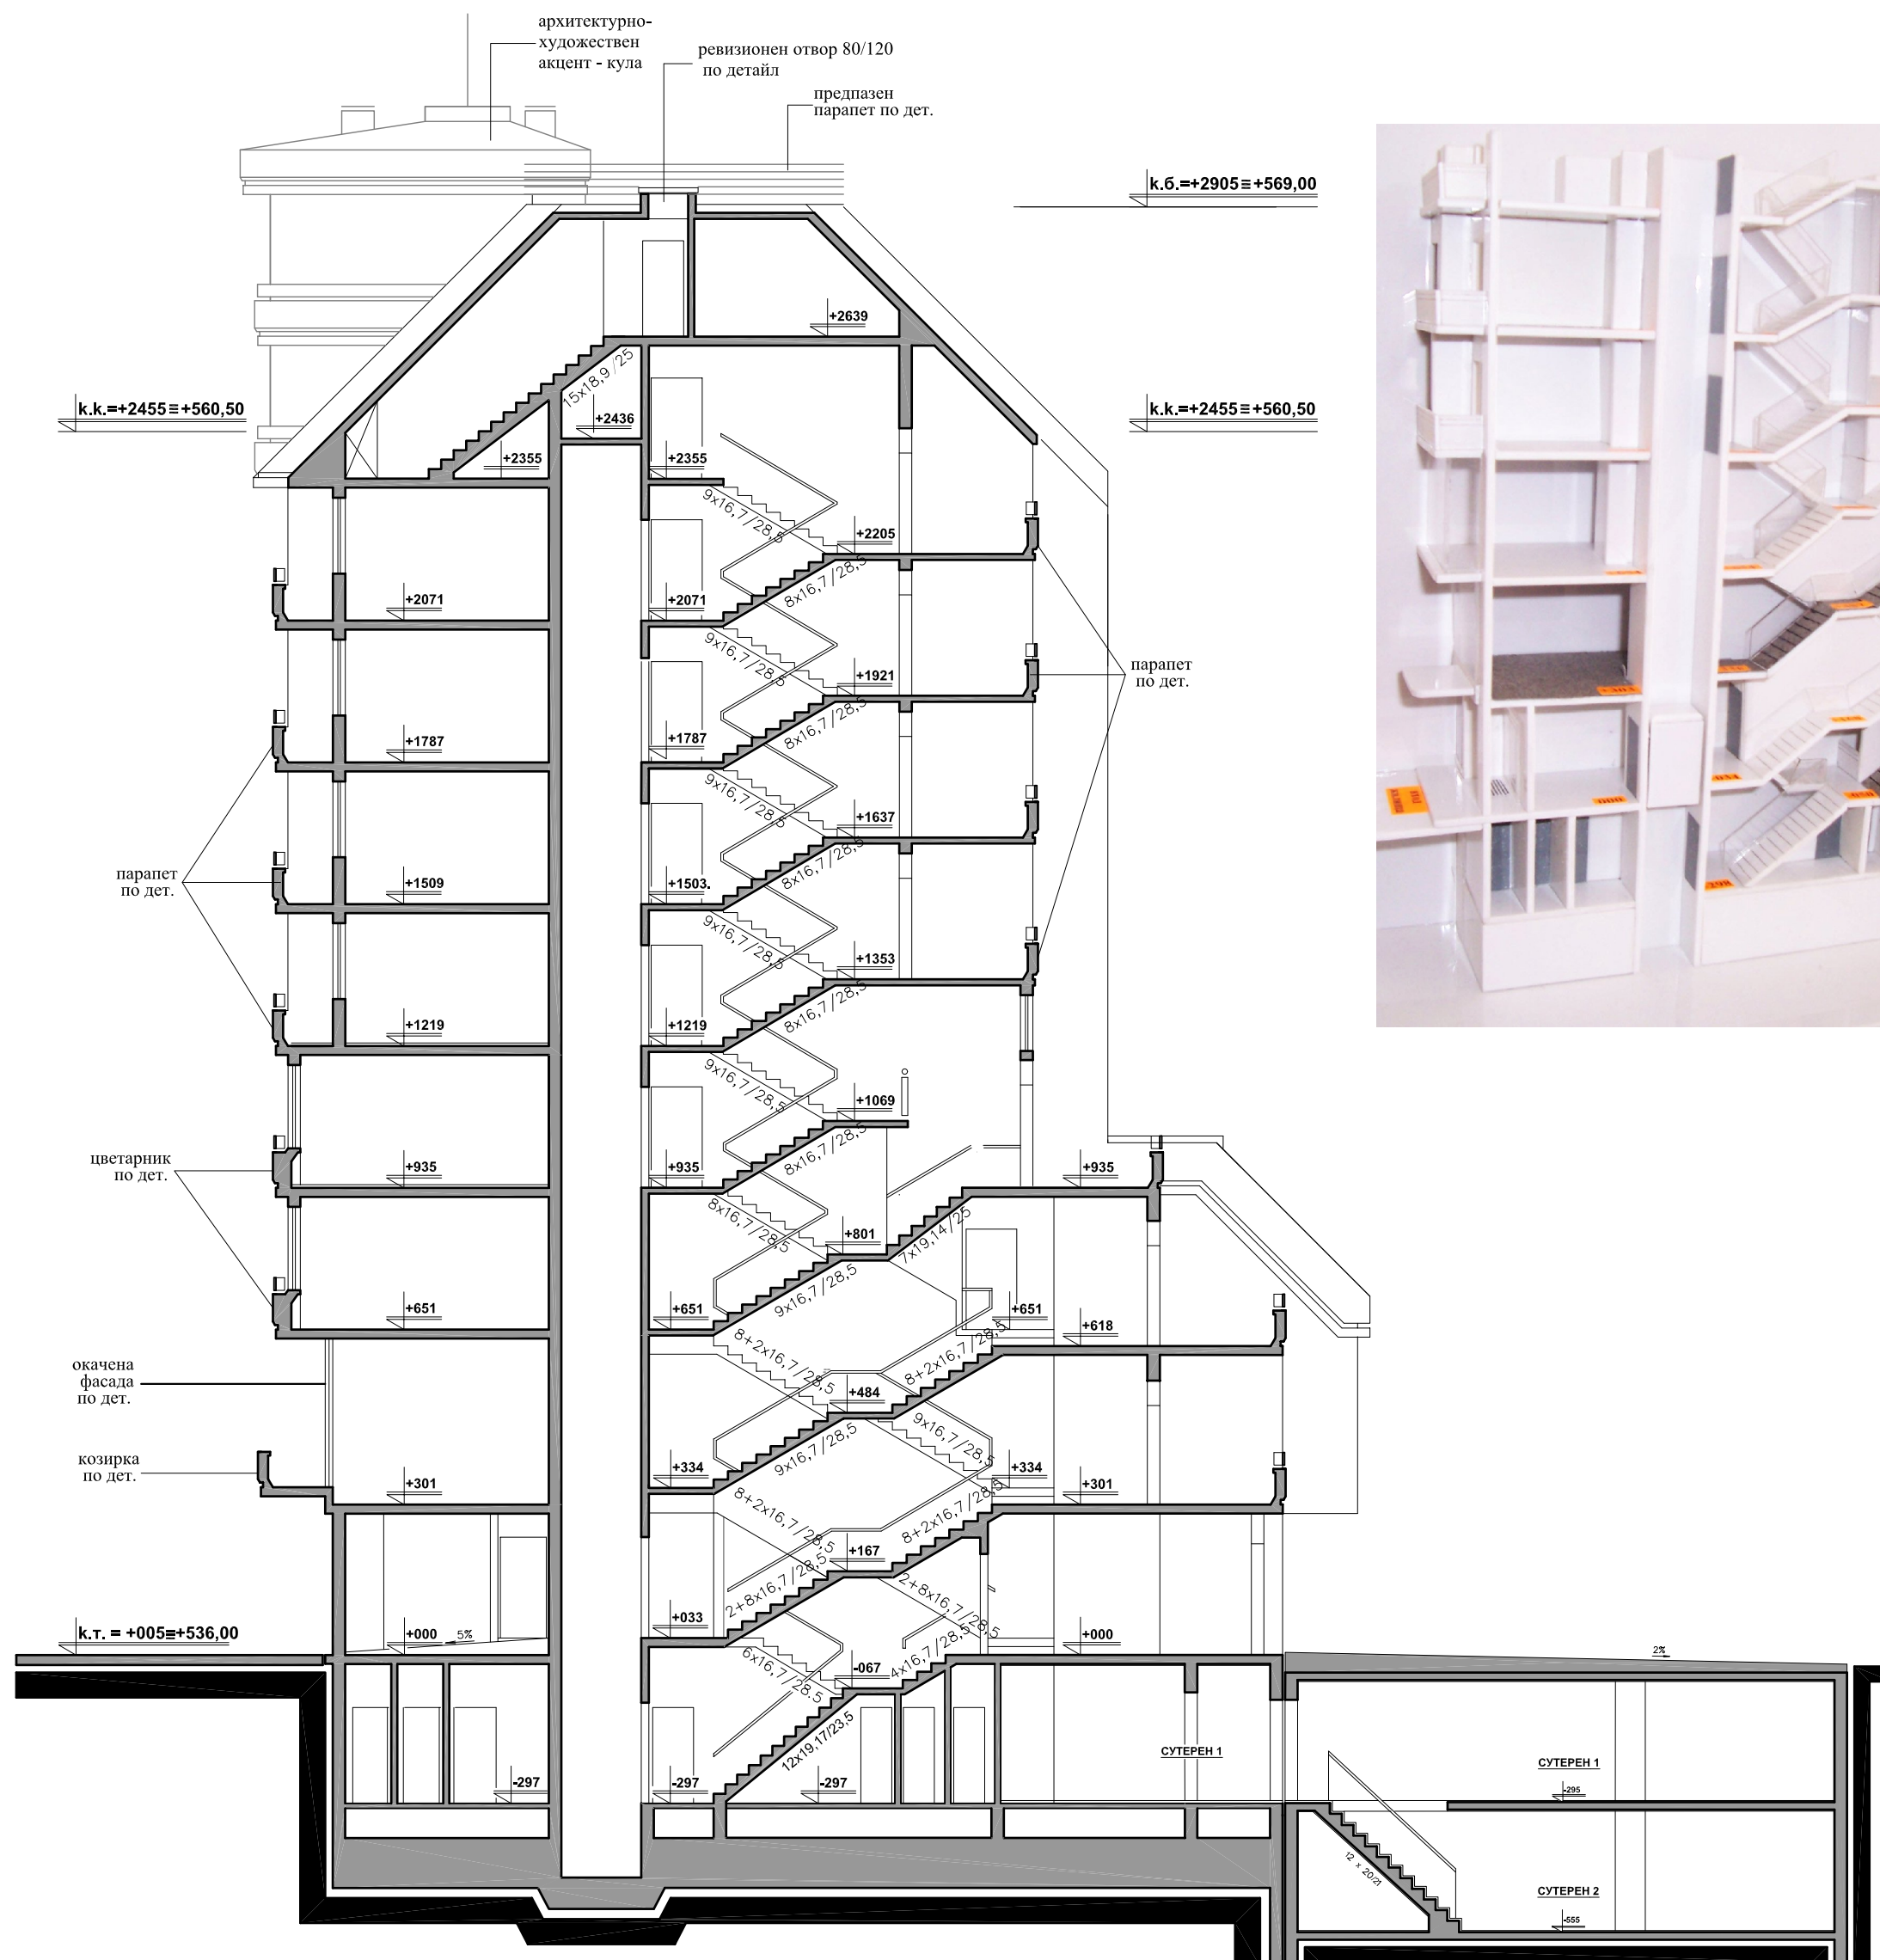 архитектурно-
художествен
акцент - кула
ревизионен отвор 80/120
по детайл
предпазен
парапет по дет.
к.б.=+2905≡+569,00
+2639
к.к.=+2455≡+560,50
к.к.=+2455≡+560,50
15x18,9/25
+2436
+2355
+2355
9x16,7/28,5
+2205
8x16,7/28,5
+2071
+2071
9x16,7/28,5
+1921
парапет
по дет.
8x16,7/28,5
+1787
+1787
9x16,7/28,5
+1637
8x16,7/28,5
парапет
по дет.
+1509
+1503.
9x16,7/28,5
+1353
8x16,7/28,5
+1219
+1219
9x16,7/28,5
+1069
8x16,7/28,5
цветарник
по дет.
+935
+935
+935
8x16,7/28,5
+801
7x19,14/25
9x16,7/28,5
+651
+651
+651
+618
8+2x16,7/28,5
8+2x16,7/28,5
окачена
фасада
по дет.
+484
9x16,7/28,5
9x16,7/28,5
козирка
по дет.
+301
+334
+334
+301
8+2x16,7/28,5
8+2x16,7/28,5
+167
2+8x16,7/28,5
2+8x16,7/28,5
к.т. = +005≡+536,00
+000
5%
+033
+000
2%
6x16,7/28.5
-067
4x16,7/28,5
12x19,17/23,5
СУТЕРЕН 1
СУТЕРЕН 1
-297
-297
-297
-295
12 x 20/21
СУТЕРЕН 2
-555